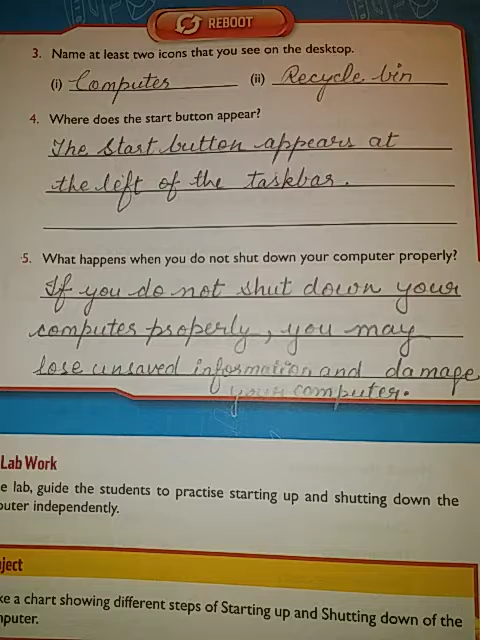 REBOOT
3. Name at least two icons that you see on the desktop.
(i) Computer (ii) Recycle bin
4. Where does the start button appear?
The start button appears at
the left of the taskbar.
5. What happens when you do not shut down your computer properly?
If you do not shut down your
computer properly, you may
lose unsaved information and damage
your computer.
Lab Work
e lab, guide the students to practise starting up and shutting down the
puter independently.
ject
ke a chart showing different steps of Starting up and Shutting down of the
mputer.